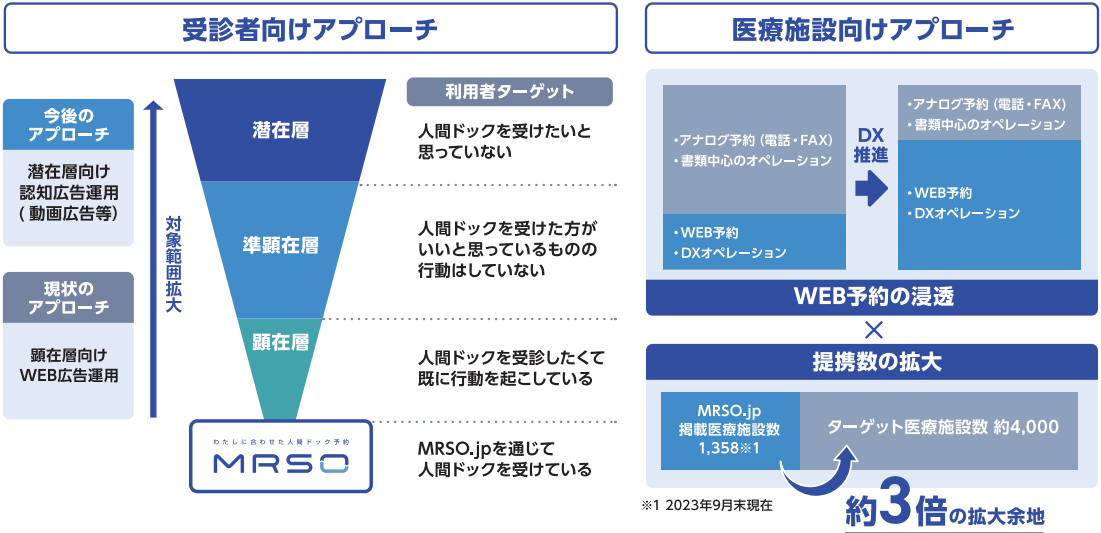 受診者向けアプローチ
今後の
アプローチ
潜在層向け
認知広告運用
(動画広告等)
現状の
アプローチ
顕在層向け
WEB広告運用
対象範囲拡大
潜在層
準顕在層
顕在層
わたしに合わせた人間ドック予約
MRSO
利用者ターゲット
人間ドックを受けたいと
思っていない
人間ドックを受けた方が
いいと思っているものの
行動はしていない
人間ドックを受診したくて
既に行動を起こしている
MRSO.jpを通じて
人間ドックを受けている
医療施設向けアプローチ
・アナログ予約(電話・FAX)
・書類中心のオペレーション
・WEB予約
・DXオペレーション
DX
推進
・アナログ予約(電話・FAX)
・書類中心のオペレーション
・WEB予約
・DXオペレーション
WEB予約の浸透
×
提携数の拡大
MRSO.jp
掲載医療施設数
1,358※1
ターゲット医療施設数 約4,000
※1 2023年9月末現在
約3倍の拡大余地